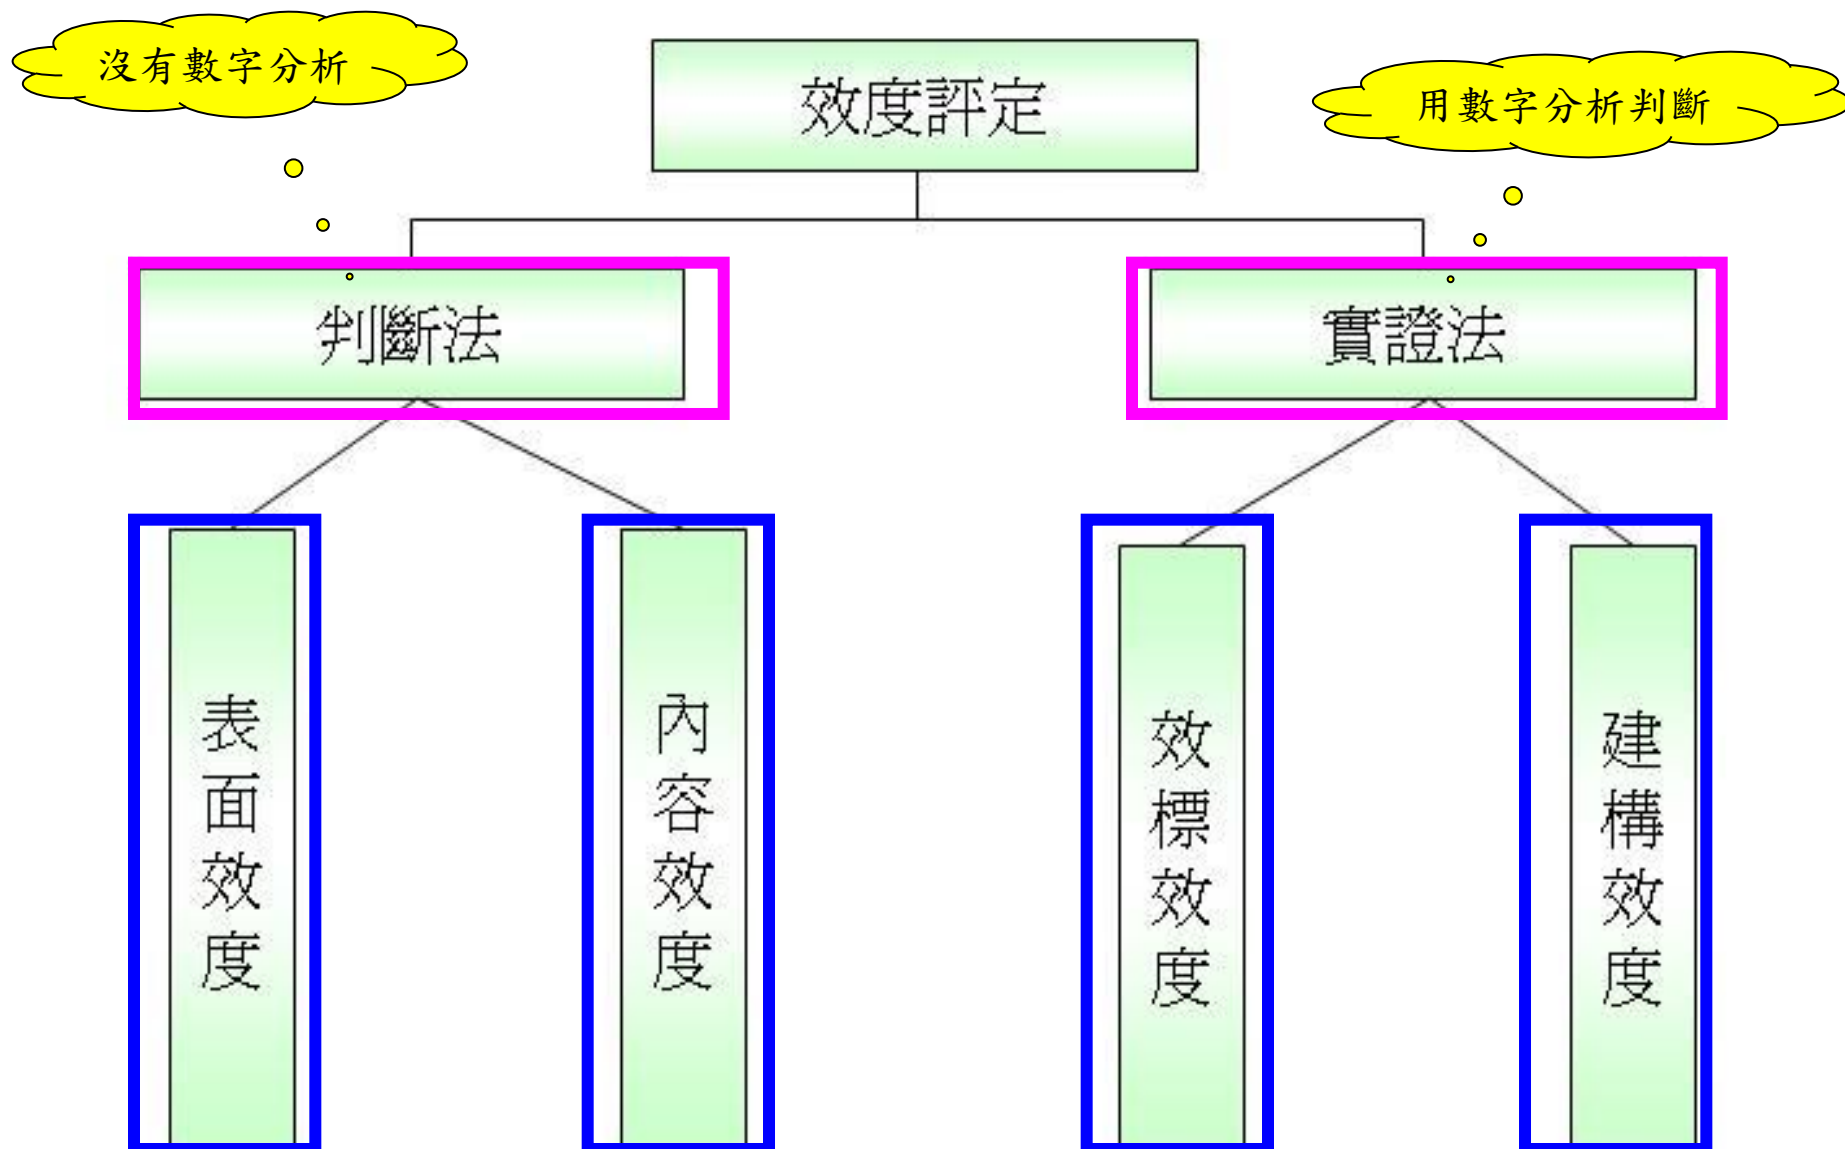 沒有數字分析
效度評定
用數字分析判斷
判斷法
實證法
表面效度
內容效度
效標效度
建構效度